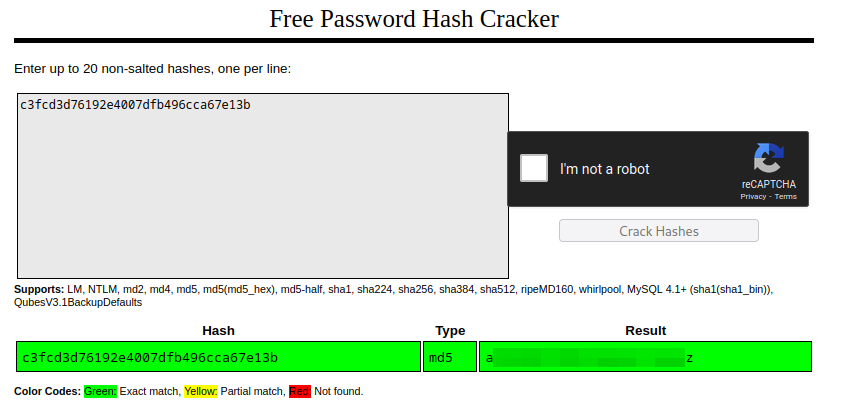 Free Password Hash Cracker
Enter up to 20 non-salted hashes, one per line:
c3fcd3d76192e4007dfb496cca67e13b
I'm not a robot
reCAPTCHA
Privacy - Terms
Crack Hashes
Supports: LM, NTLM, md2, md4, md5, md5(md5_hex), md5-half, sha1, sha224, sha256, sha384, sha512, ripeMD160, whirlpool, MySQL 4.1+ (sha1(sha1_bin)),
QubesV3.1BackupDefaults
Hash Type Result
c3fcd3d76192e4007dfb496cca67e13b md5 a z
Color Codes: Green: Exact match, Yellow: Partial match, Red: Not found.